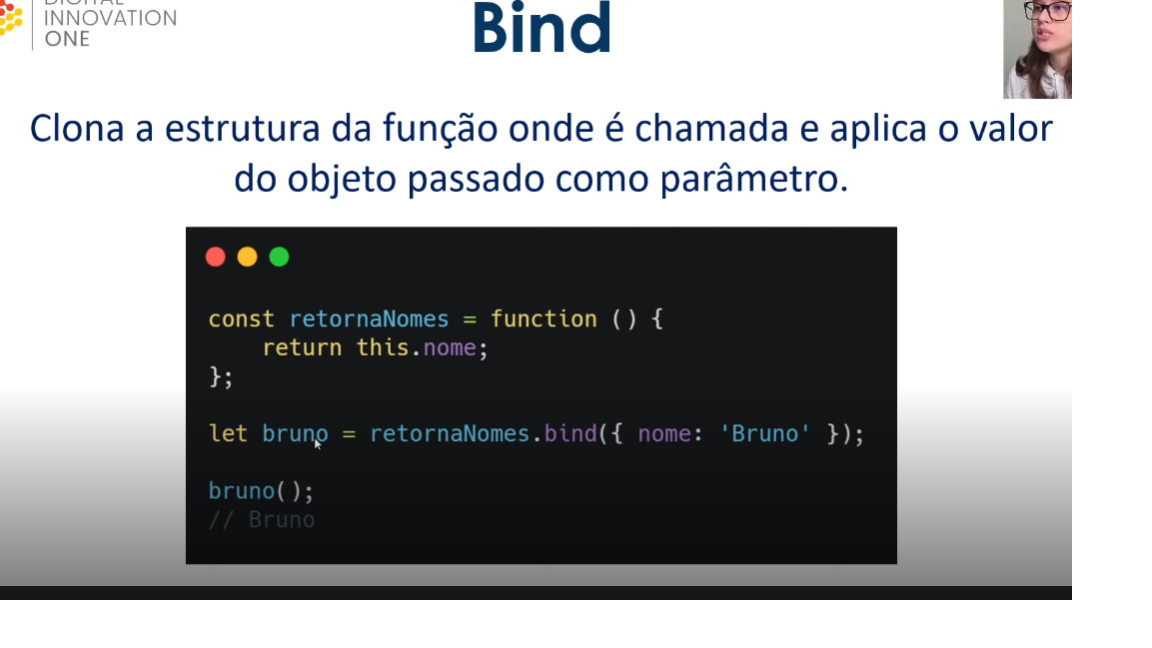 DIGITAL
INNOVATION
ONE
Bind
Clona a estrutura da função onde é chamada e aplica o valor
do objeto passado como parâmetro.
const retornaNomes = function () {
    return this.nome;
};
let bruno = retornaNomes.bind({ nome: 'Bruno' });
bruno();
// Bruno